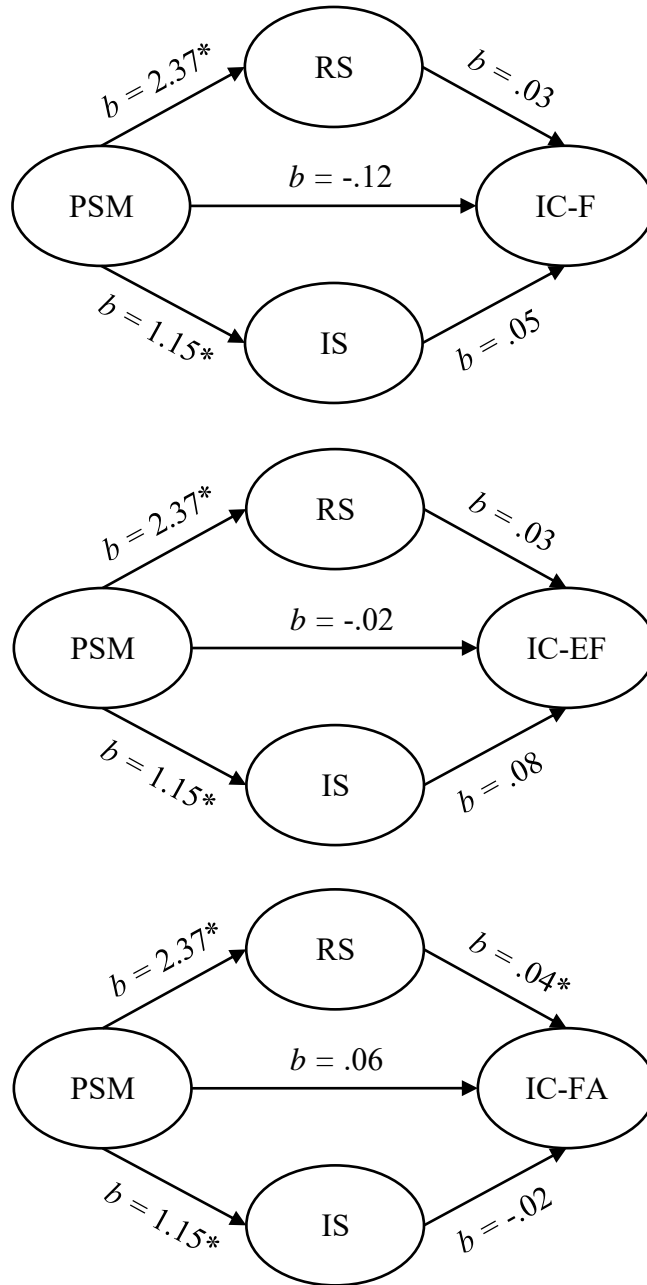 RS
b = 2.37*
b = .03
PSM
b = -.12
IC-F
b = 1.15*
IS
b = .05
RS
b = 2.37*
b = .03
PSM
b = -.02
IC-EF
b = 1.15*
IS
b = .08
RS
b = 2.37*
b = .04*
PSM
b = .06
IC-FA
b = 1.15*
IS
b = -.02